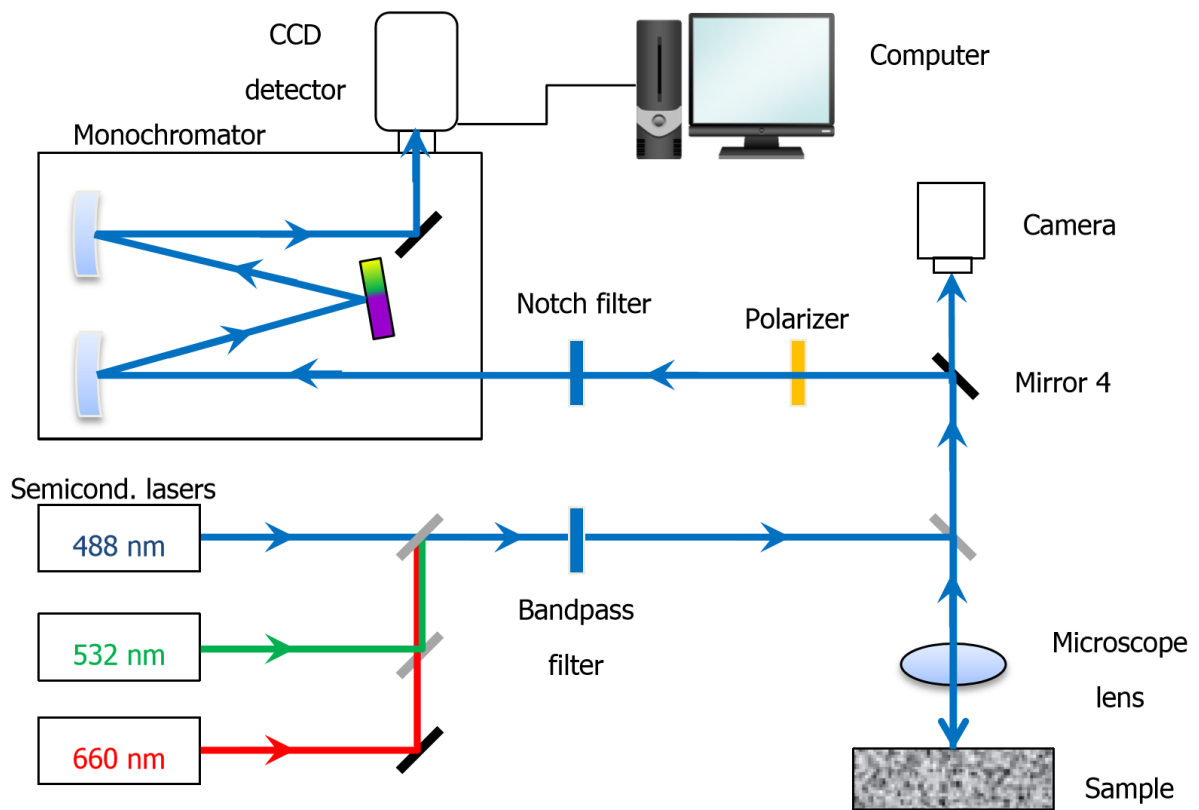 CCD
detector
Computer
Monochromator
Camera
Notch filter
Polarizer
Mirror 4
Semicond. lasers
488 nm
Bandpass
filter
532 nm
Microscope
lens
660 nm
Sample